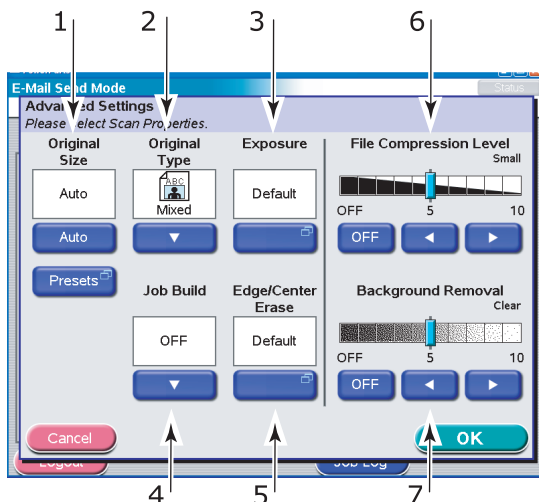 1 2 3 6
E-Mail Send Mode
Status
Advanced Settings
Please Select Scan Properties.
Original
Size
Original
Type
Exposure
File Compression Level
Small
Auto
ABC
Mixed
Default
OFF 5 10
Auto
OFF
Presets
Job Build
Edge/Center
Erase
Background Removal
Clear
OFF
Default
OFF 5 10
OFF
Cancel
OK
Logout
Job Log
4 5 7